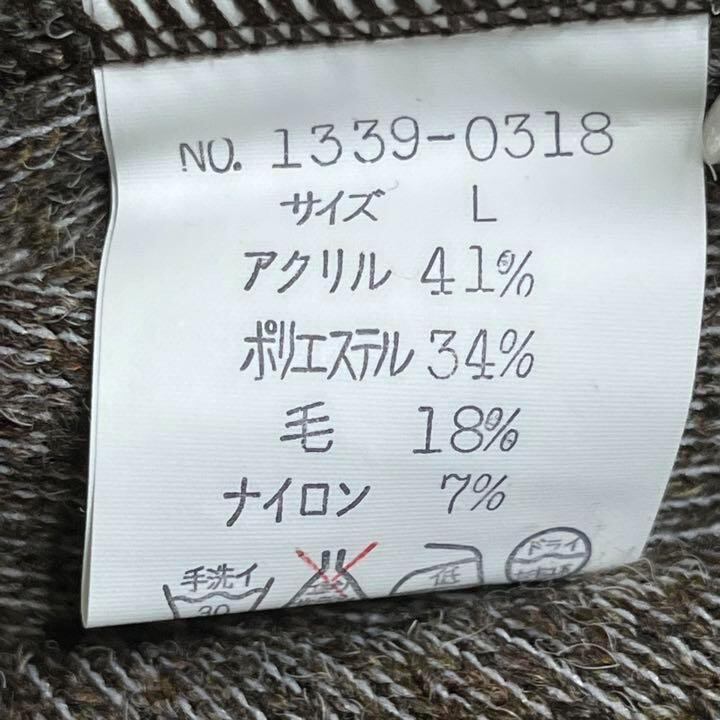 NO. 1339-0318
サイズ L
アクリル 41%
ポリエステル 34%
毛 18%
ナイロン 7%
手洗イ 低 ドライ
30